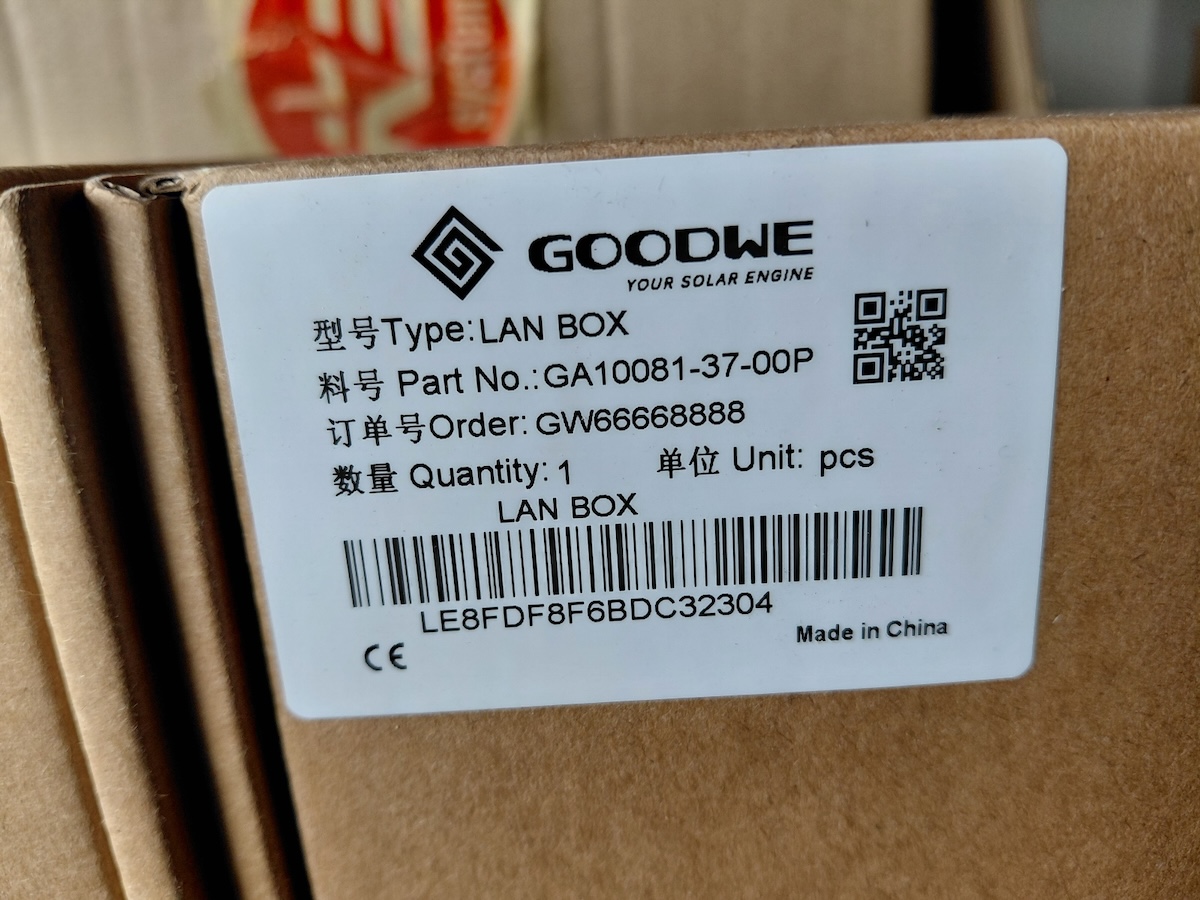 GOODWE
YOUR SOLAR ENGINE
型号Type:LAN BOX
料号 Part No.:GA10081-37-00P
订单号Order: GW66668888
数量 Quantity: 1 单位 Unit: pcs
LAN BOX
LE8FDF8F6BDC32304
CE
Made in China